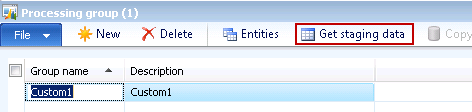 Processing group (1)
File New Delete Entities Get staging data Copy
Group name Description
Custom1 Custom1